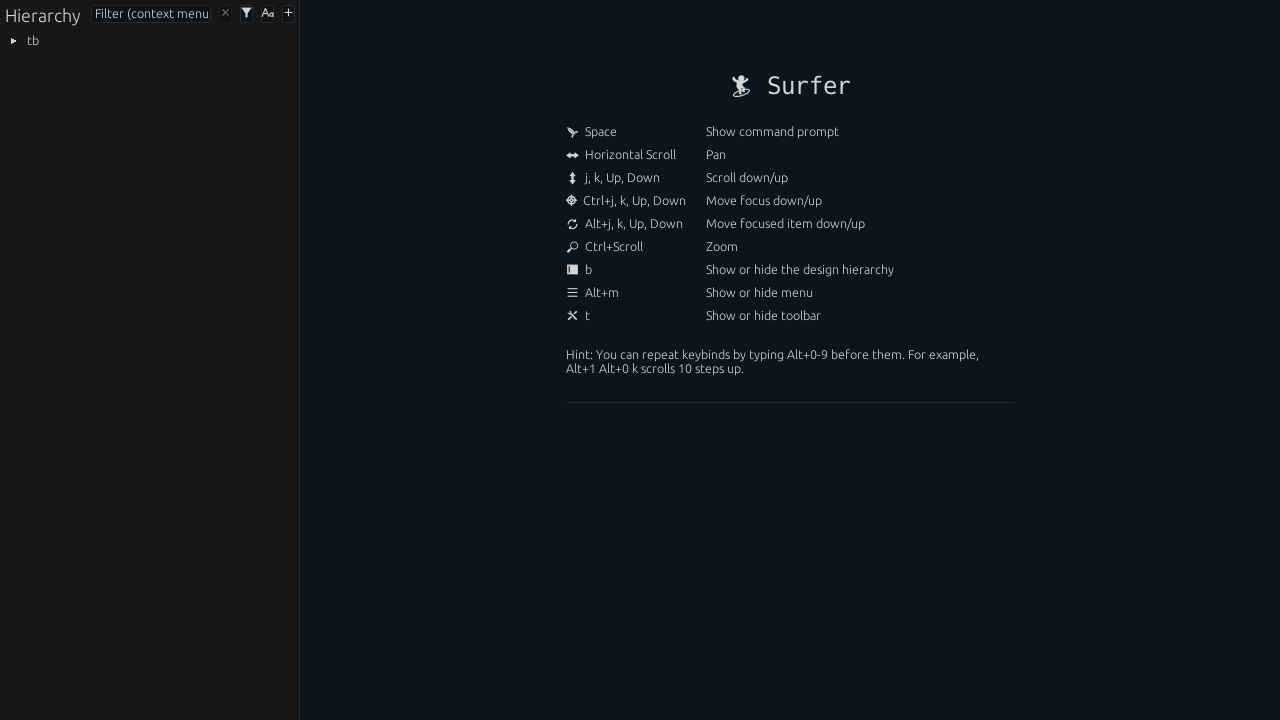 Hierarchy Filter (context menu Aa +
tb
Surfer
Space Show command prompt
Horizontal Scroll Pan
j, k, Up, Down Scroll down/up
Ctrl+j, k, Up, Down Move focus down/up
Alt+j, k, Up, Down Move focused item down/up
Ctrl+Scroll Zoom
b Show or hide the design hierarchy
Alt+m Show or hide menu
t Show or hide toolbar
Hint: You can repeat keybinds by typing Alt+0-9 before them. For example,
Alt+1 Alt+0 k scrolls 10 steps up.